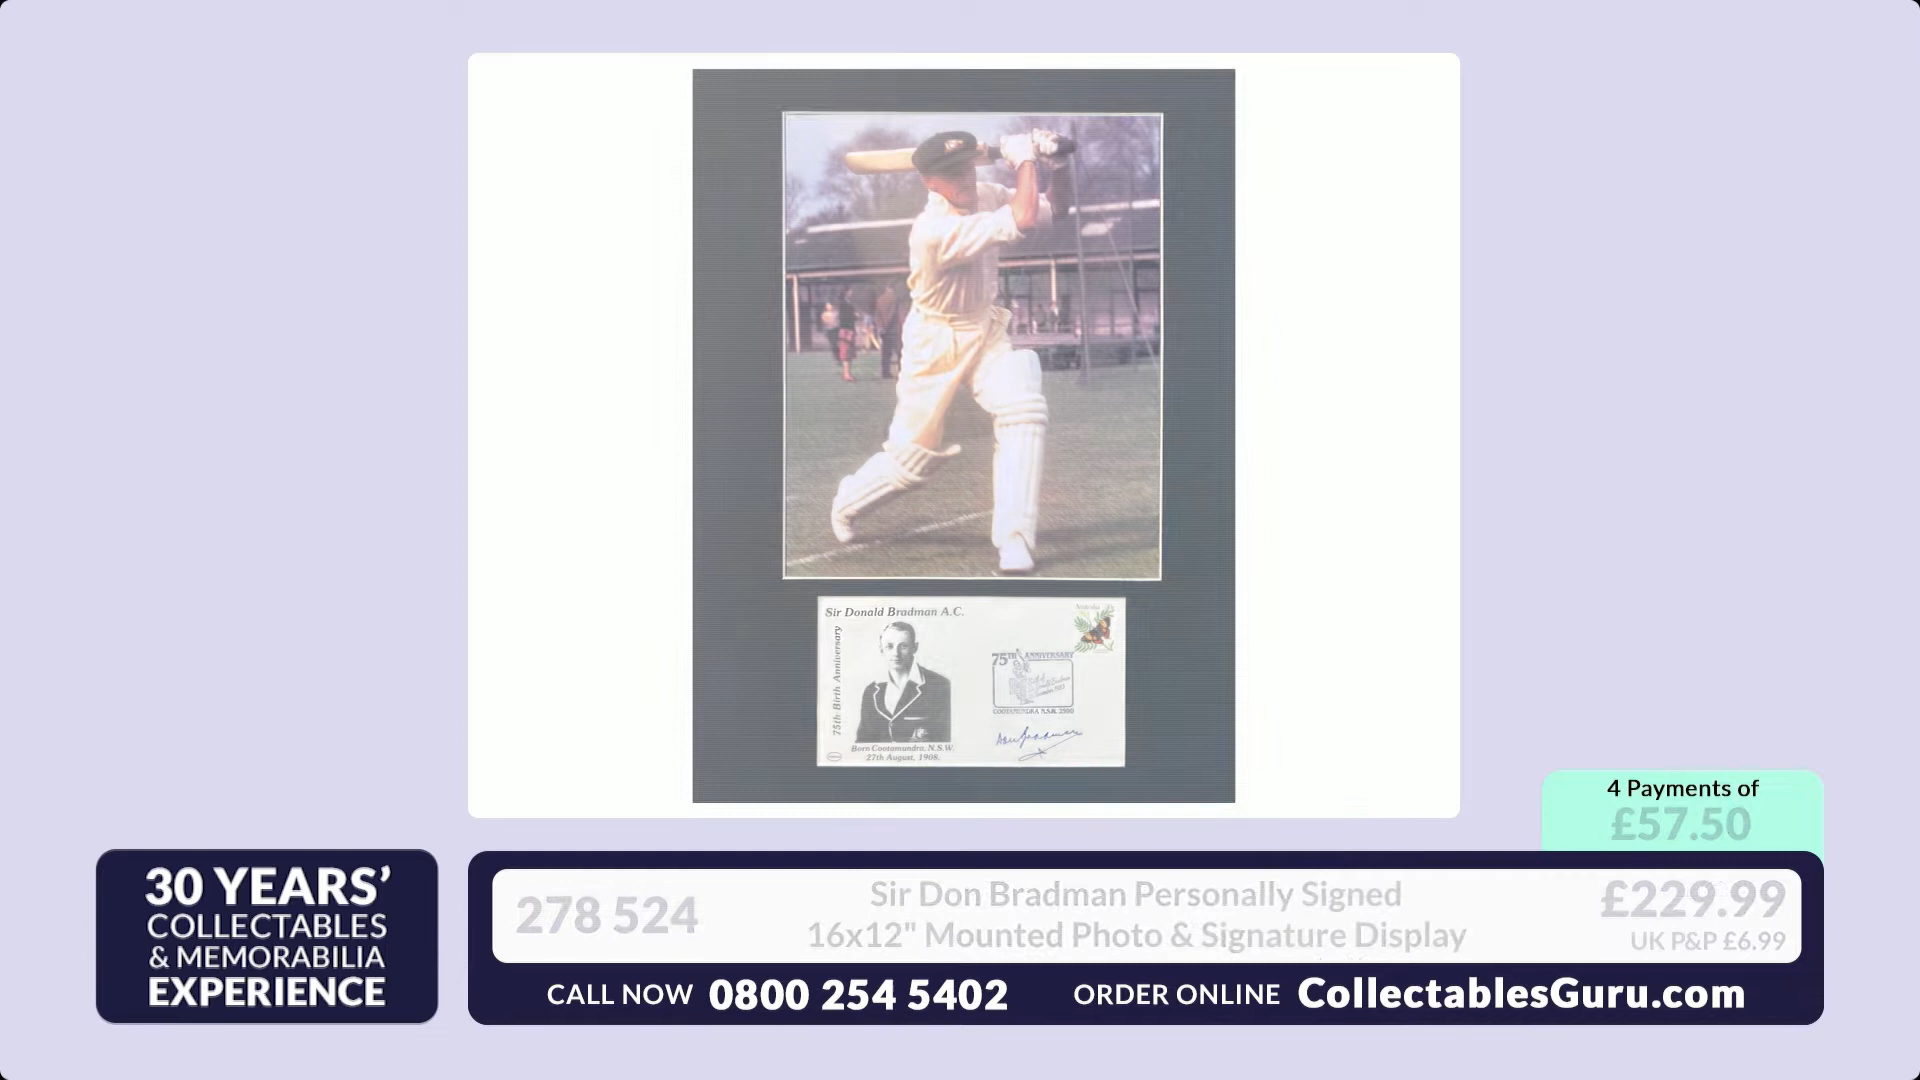 Sir Donald Bradman A.C.
75th Birth Anniversary
Born Cootamundra, N.S.W.
27th August, 1908.
Australia
75TH ANNIVERSARY
COOTAMUNDRA N.S.W. 2590
Don Bradman
4 Payments of
£57.50
30 YEARS’
COLLECTABLES
& MEMORABILIA
EXPERIENCE
278 524
Sir Don Bradman Personally Signed
16x12" Mounted Photo & Signature Display
£229.99
UK P&P £6.99
CALL NOW 0800 254 5402
ORDER ONLINE CollectablesGuru.com